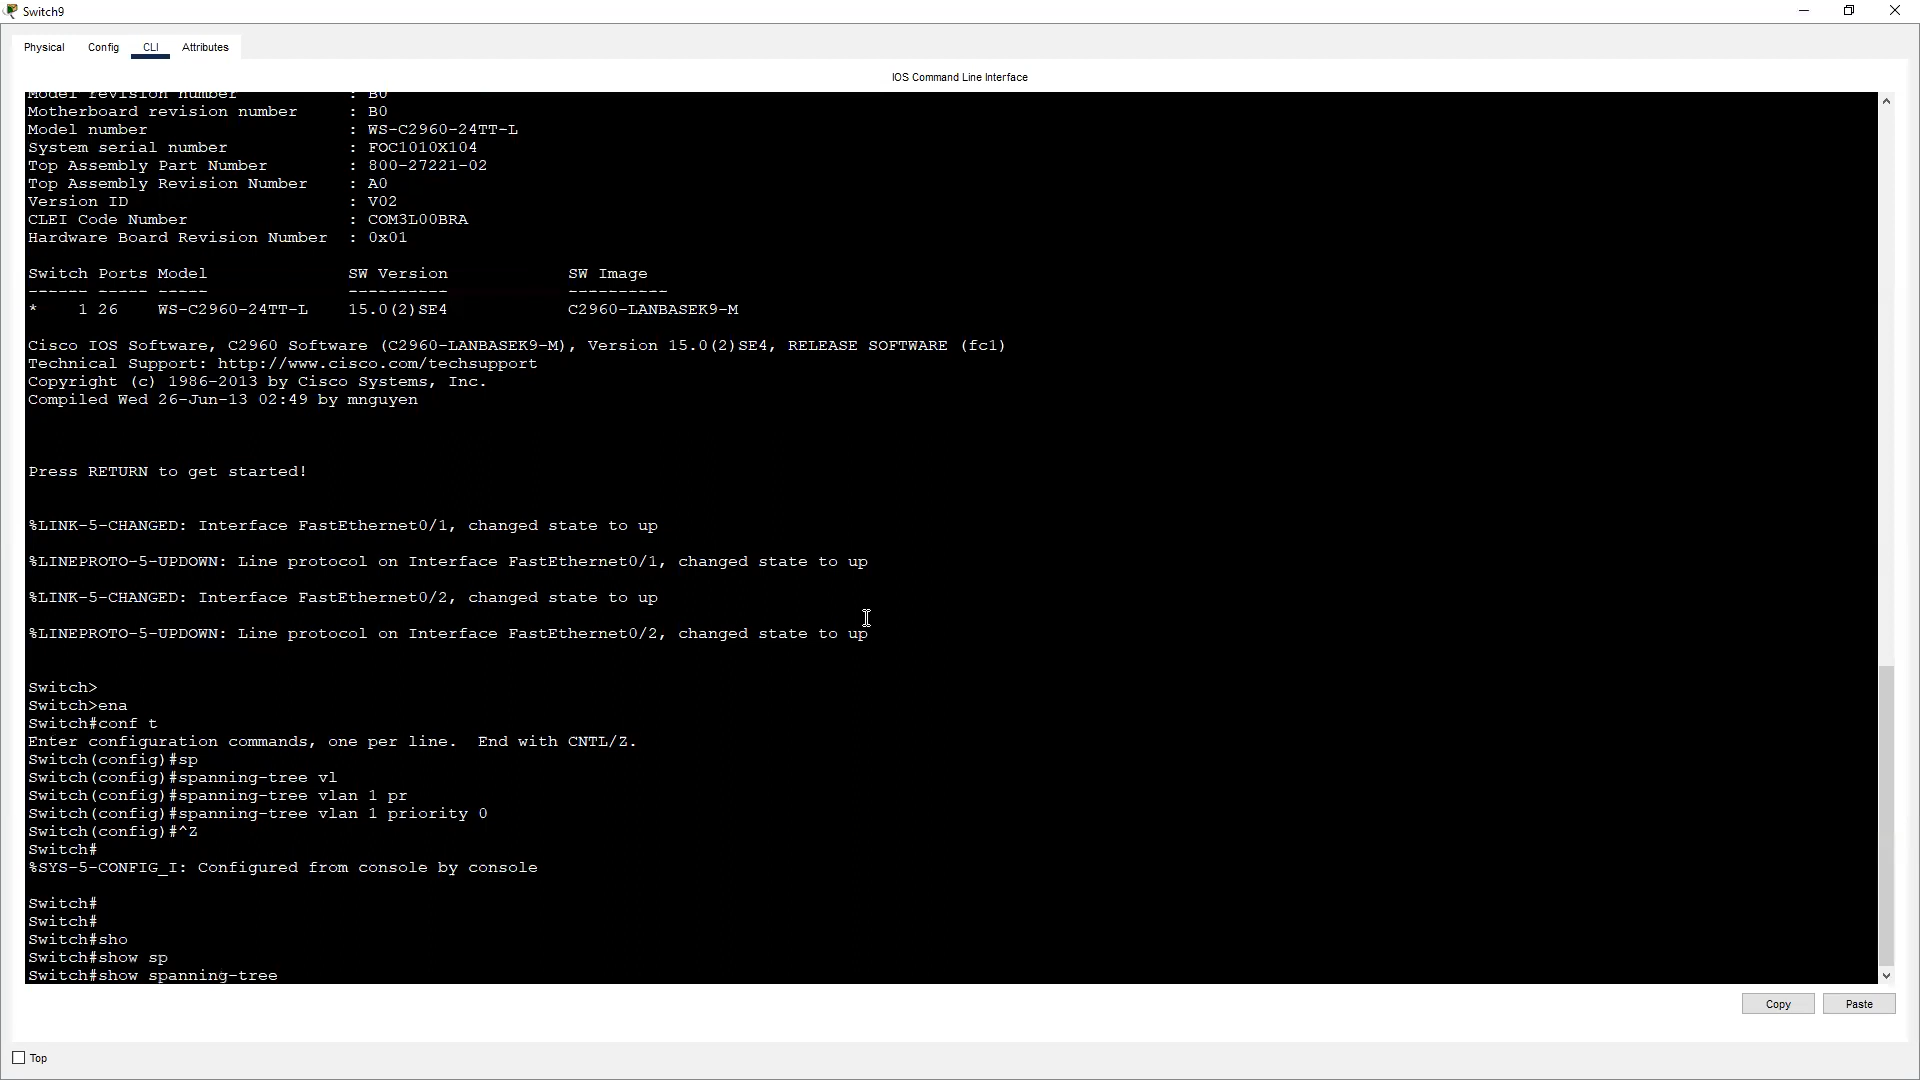 Switch9
Physical Config CLI Attributes
IOS Command Line Interface
Model revision number : B0
Motherboard revision number : B0
Model number : WS-C2960-24TT-L
System serial number : FOC1010X104
Top Assembly Part Number : 800-27221-02
Top Assembly Revision Number : A0
Version ID : V02
CLEI Code Number : COM3L00BRA
Hardware Board Revision Number : 0x01
Switch Ports Model SW Version SW Image
------ ----- ----- ---------- ----------
* 1 26 WS-C2960-24TT-L 15.0(2)SE4 C2960-LANBASEK9-M
Cisco IOS Software, C2960 Software (C2960-LANBASEK9-M), Version 15.0(2)SE4, RELEASE SOFTWARE (fc1)
Technical Support: http://www.cisco.com/techsupport
Copyright (c) 1986-2013 by Cisco Systems, Inc.
Compiled Wed 26-Jun-13 02:49 by mnguyen
Press RETURN to get started!
%LINK-5-CHANGED: Interface FastEthernet0/1, changed state to up
%LINEPROTO-5-UPDOWN: Line protocol on Interface FastEthernet0/1, changed state to up
%LINK-5-CHANGED: Interface FastEthernet0/2, changed state to up
%LINEPROTO-5-UPDOWN: Line protocol on Interface FastEthernet0/2, changed state to up
Switch>
Switch>ena
Switch#conf t
Enter configuration commands, one per line. End with CNTL/Z.
Switch(config)#sp
Switch(config)#spanning-tree vl
Switch(config)#spanning-tree vlan 1 pr
Switch(config)#spanning-tree vlan 1 priority 0
Switch(config)#^Z
Switch#
%SYS-5-CONFIG_I: Configured from console by console
Switch#
Switch#
Switch#sho
Switch#show sp
Switch#show spanning-tree
Copy Paste
Top